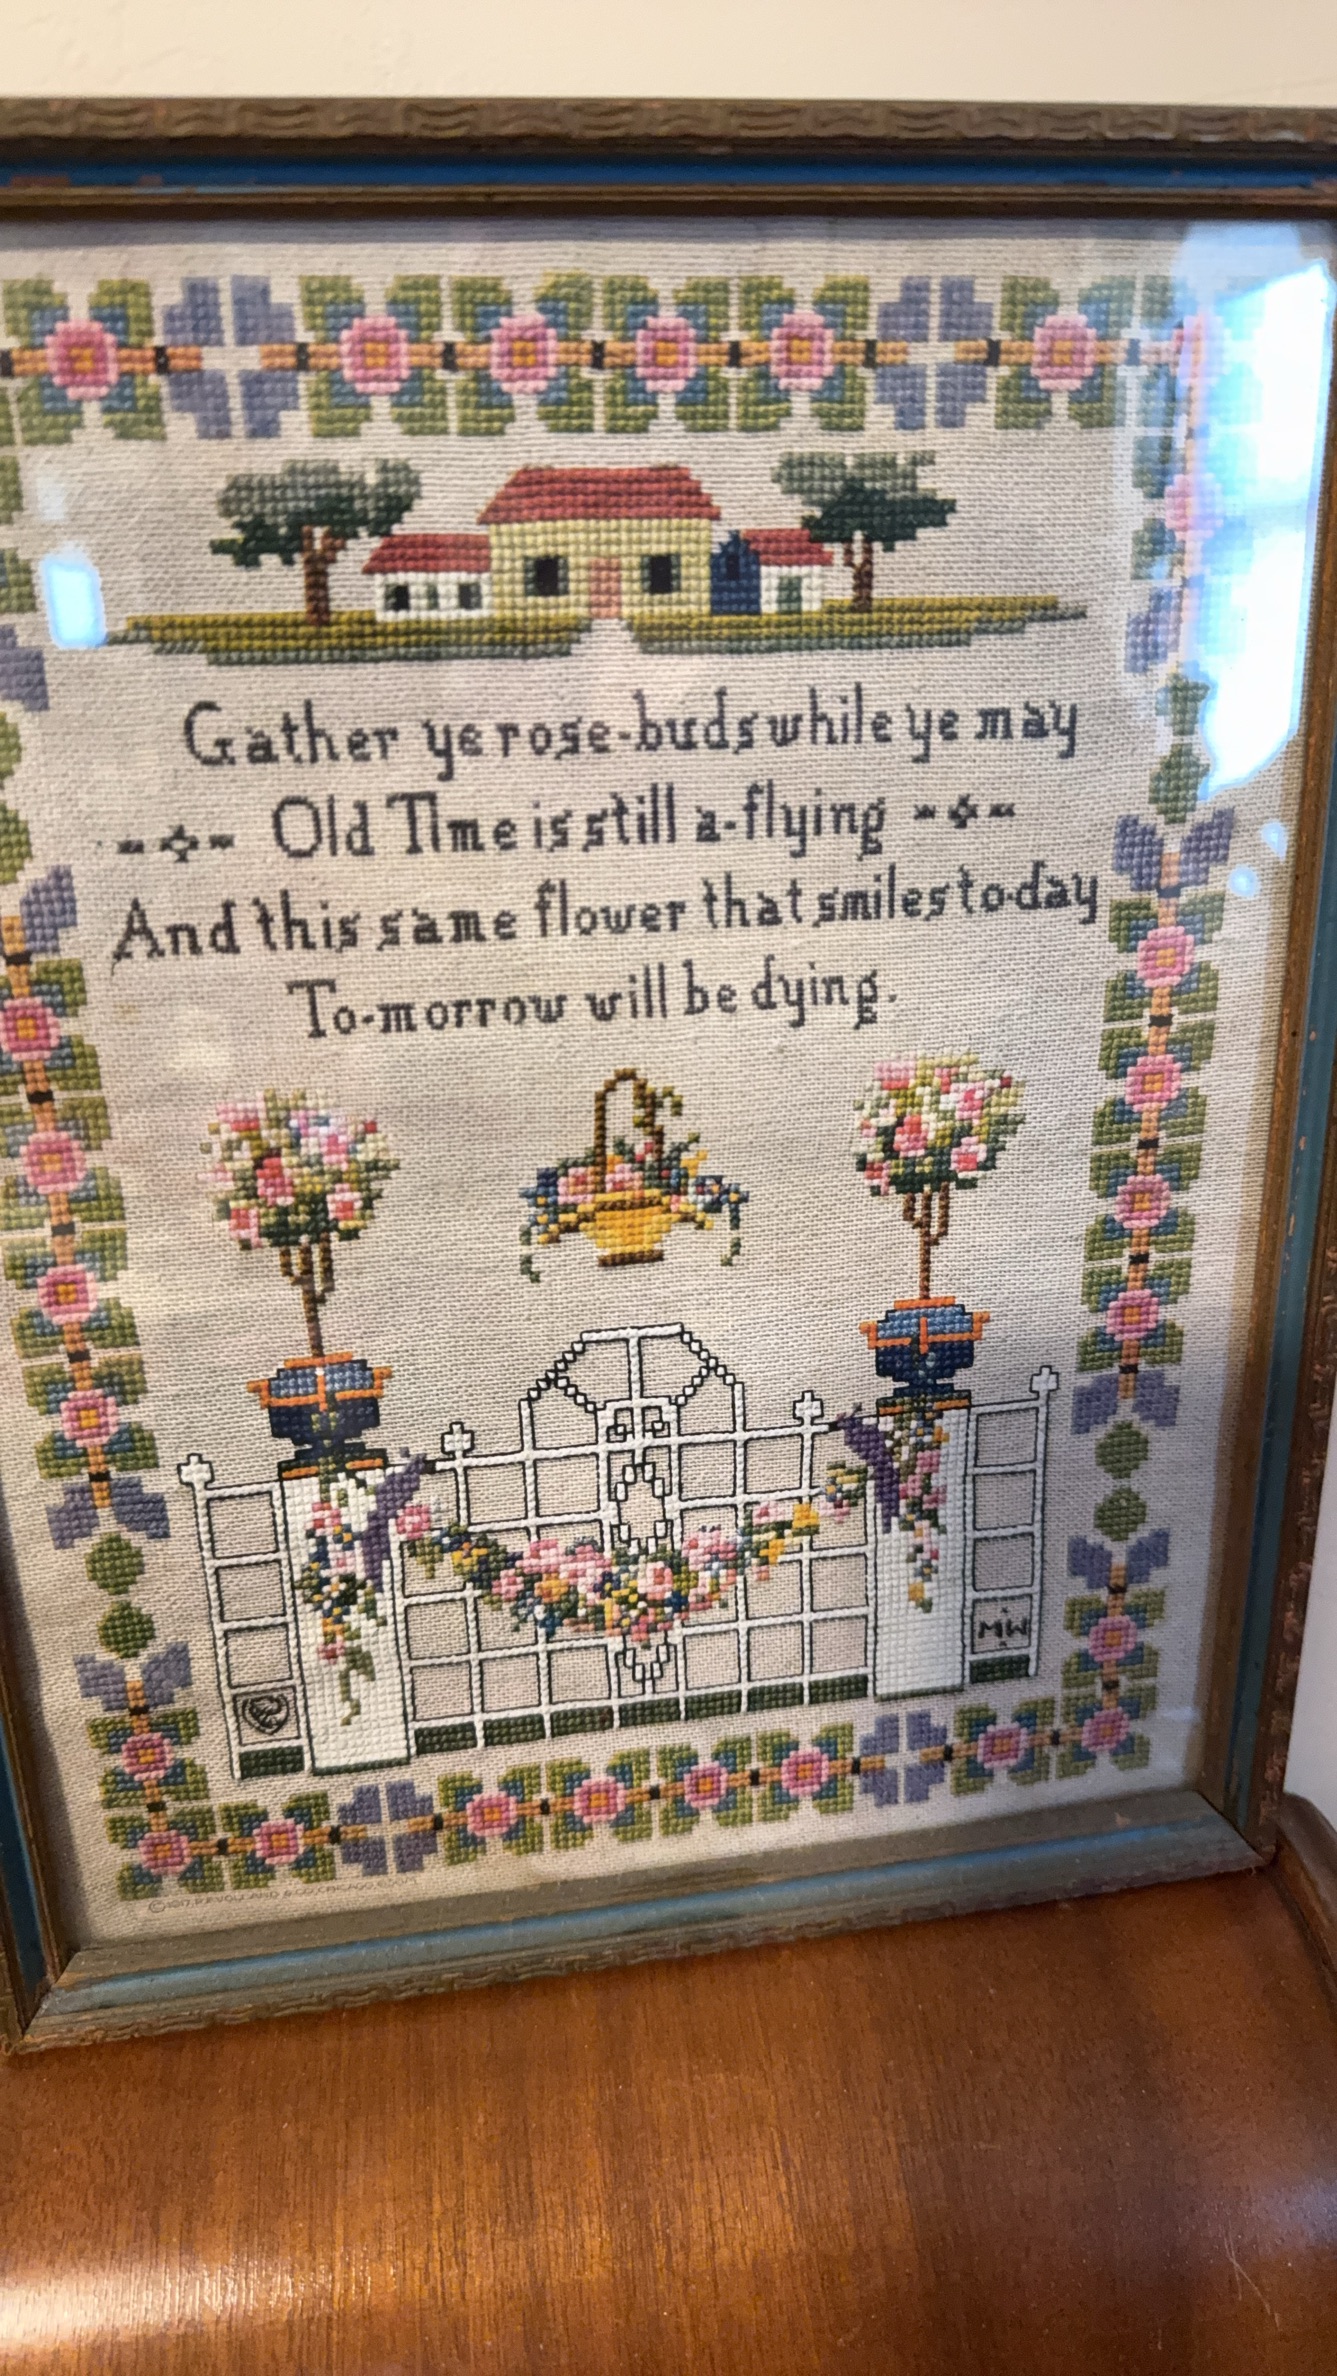 Gather ye rose-buds while ye may
Old Time is still a-flying
And this same flower that smiles to-day
To-morrow will be dying.
MW